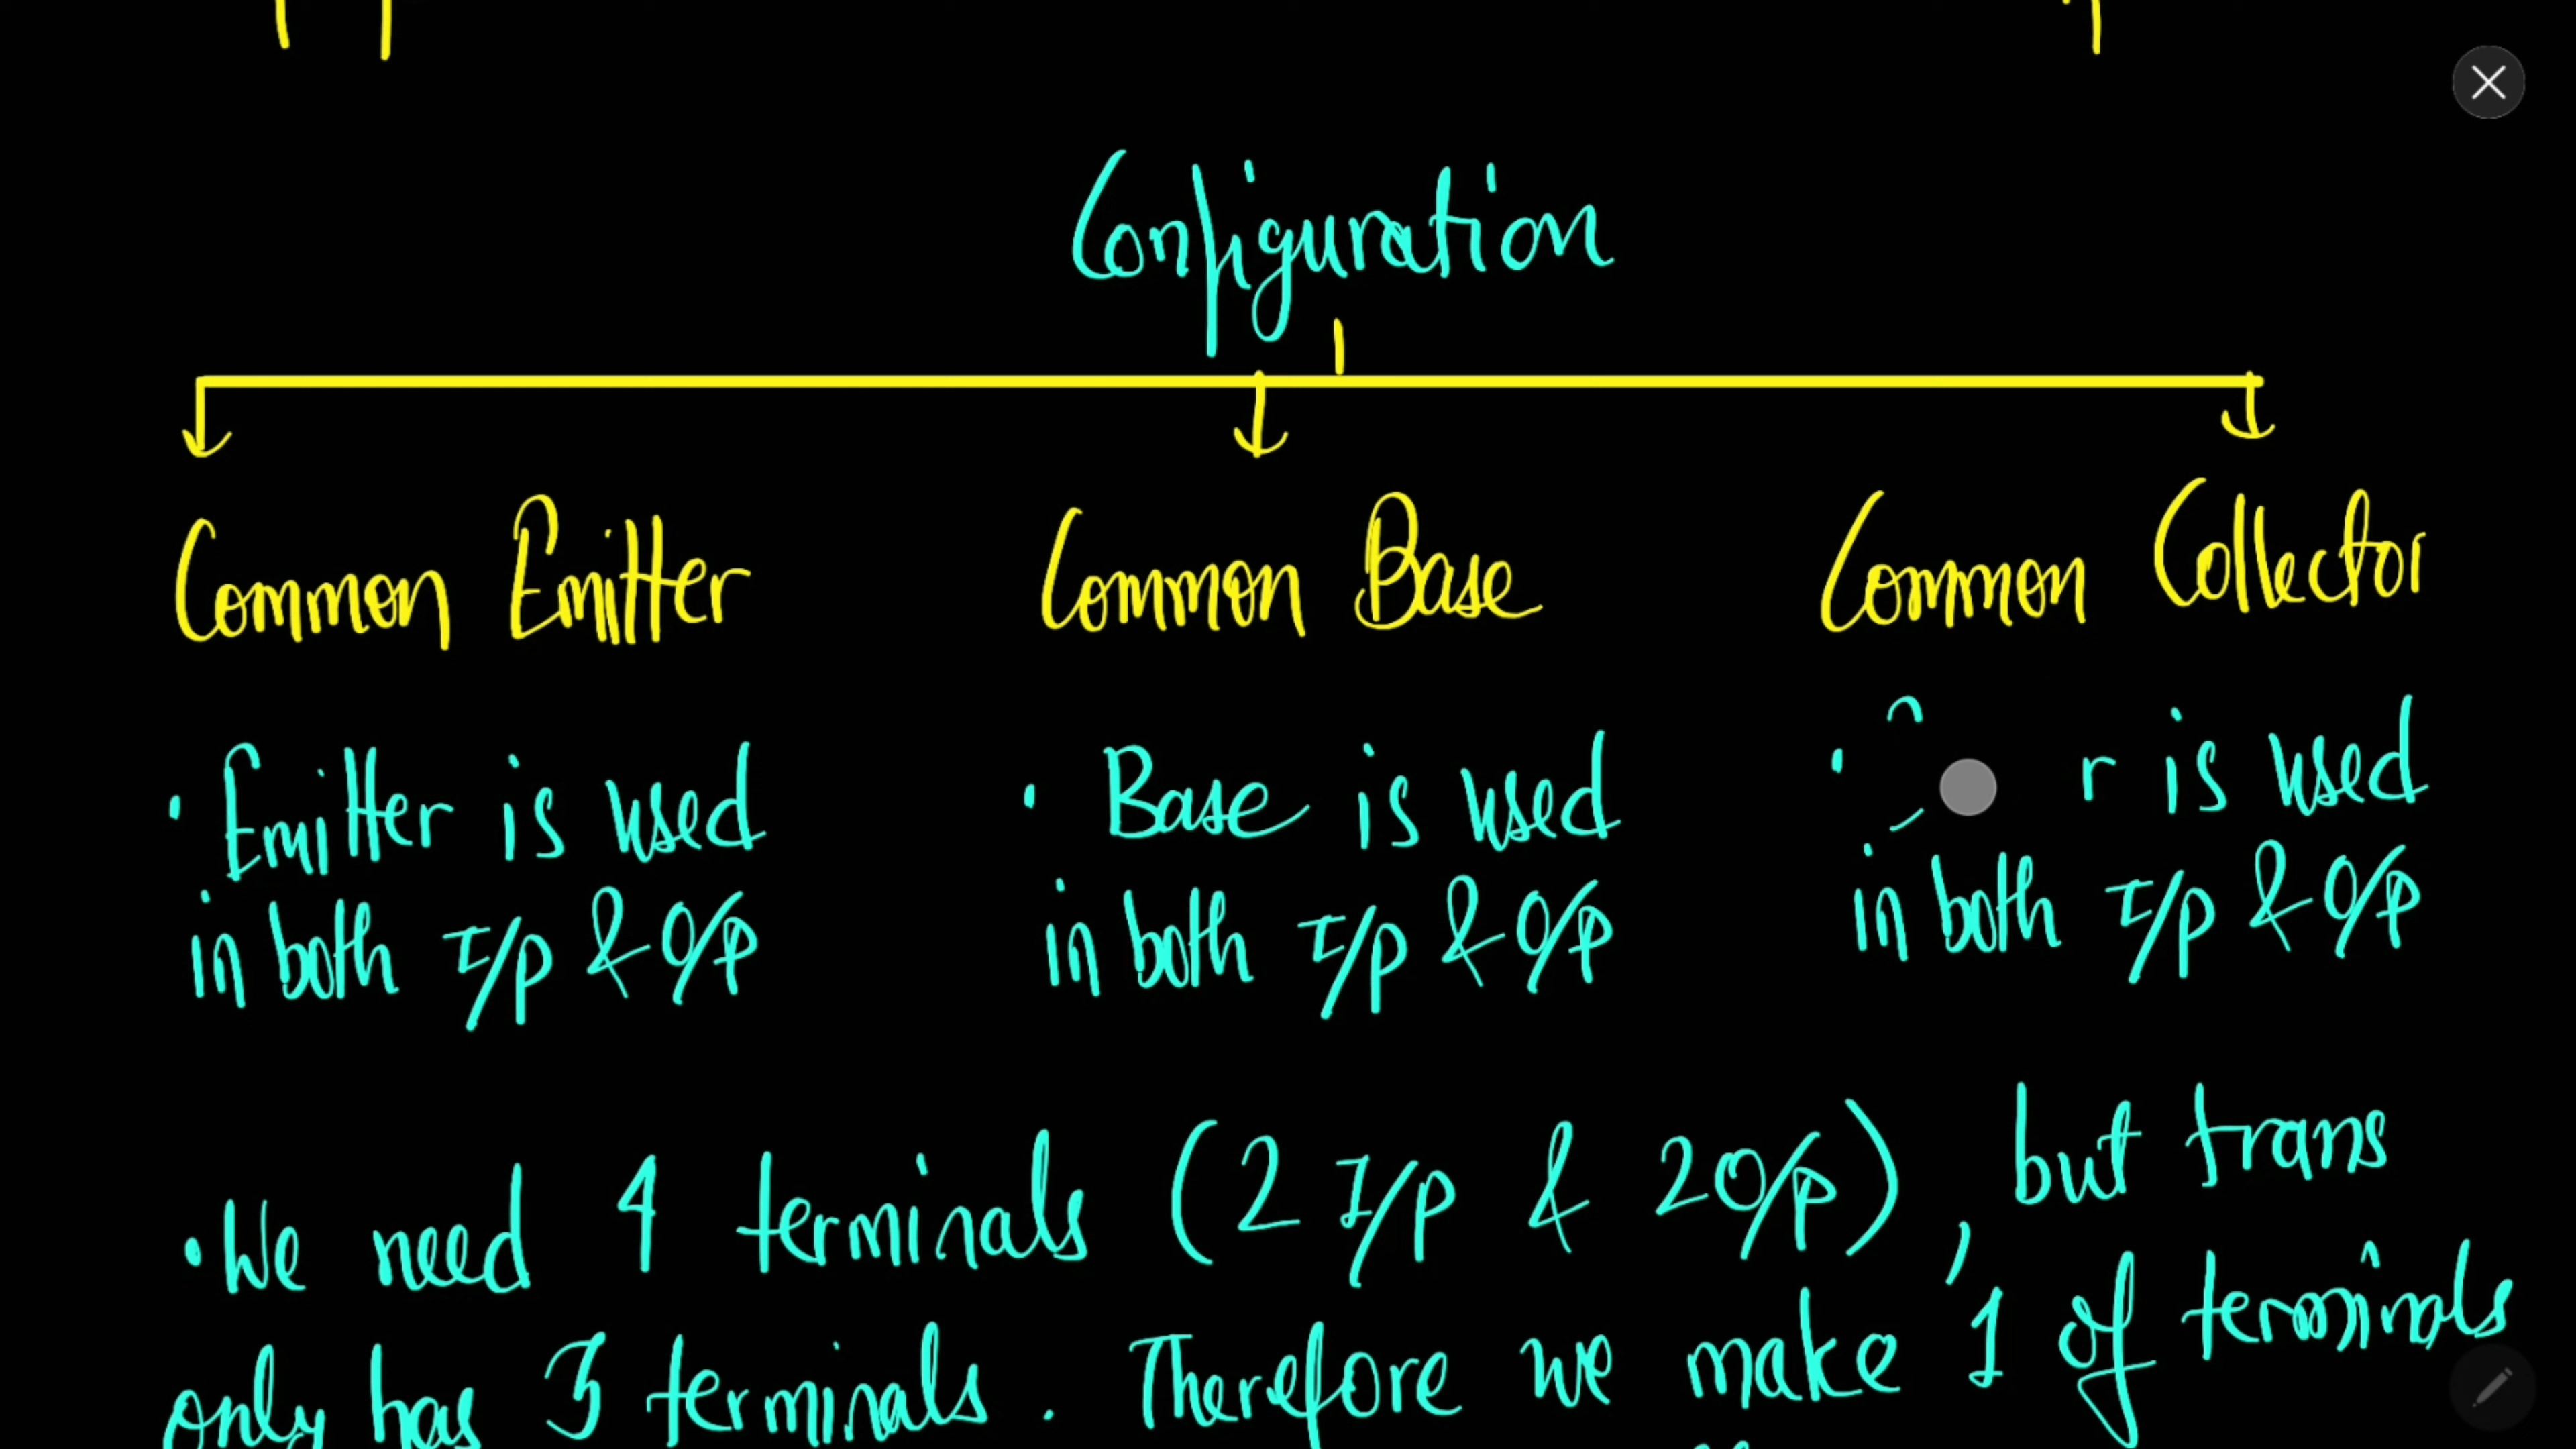 Configuration
Common Emitter
Common Base
Common Collector
• Emitter is used
in both I/p & O/p
• Base is used
in both I/p & O/p
• r is used
in both I/p & O/p
• We need 4 terminals (2 I/p & 2 O/p), but trans
only has 3 terminals. Therefore we make 1 of terminals